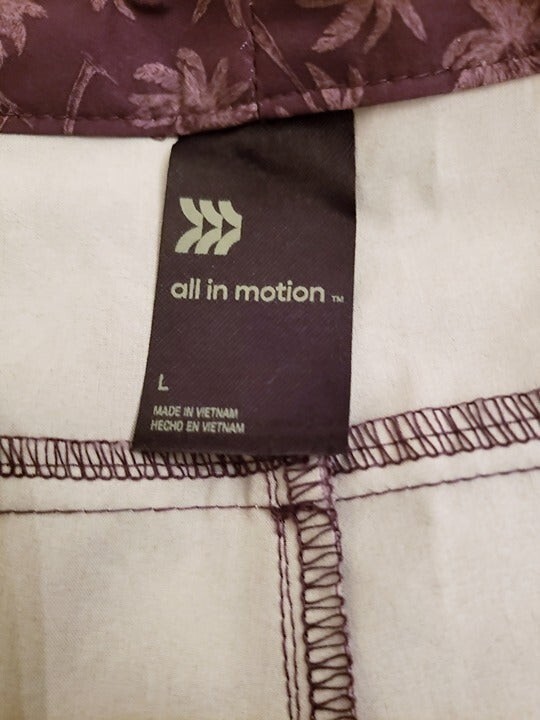 all in motion ™
L
MADE IN VIETNAM
HECHO EN VIETNAM